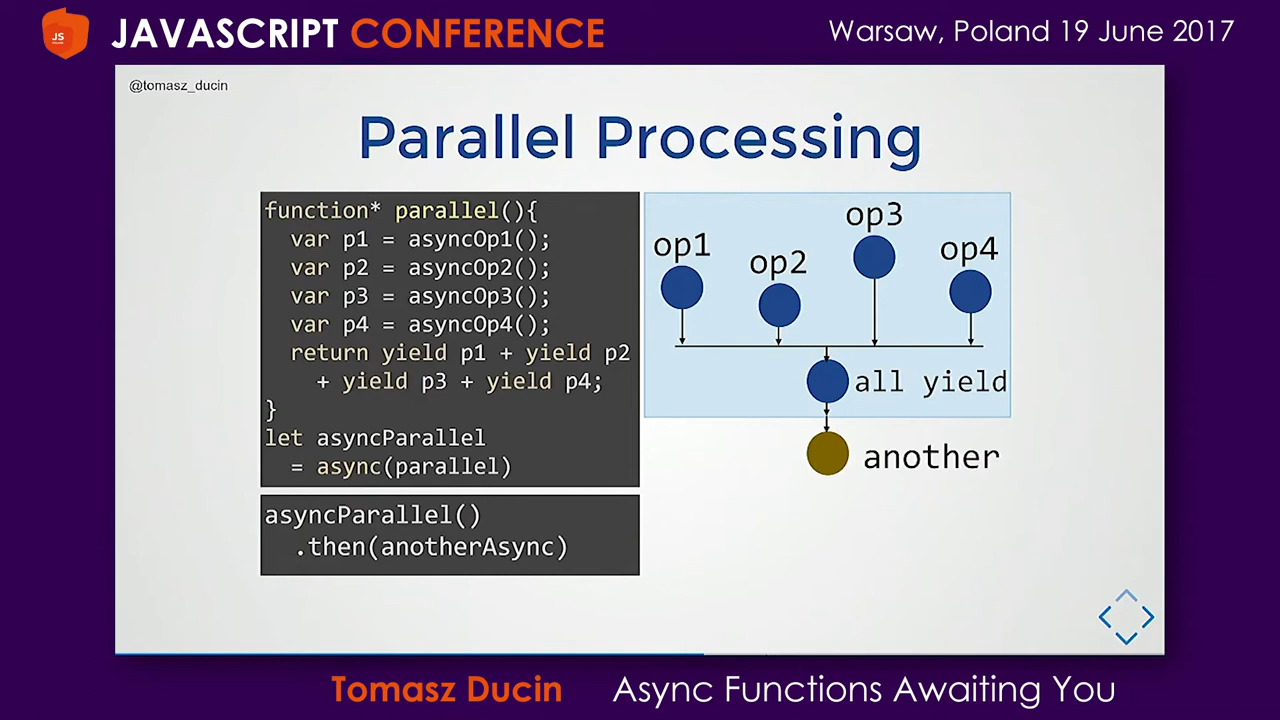 JS
JAVASCRIPT CONFERENCE
Warsaw, Poland 19 June 2017
@tomasz_ducin
Parallel Processing
function* parallel(){
  var p1 = asyncOp1();
  var p2 = asyncOp2();
  var p3 = asyncOp3();
  var p4 = asyncOp4();
  return yield p1 + yield p2
    + yield p3 + yield p4;
}
let asyncParallel
  = async(parallel)
asyncParallel()
  .then(anotherAsync)
op1
op2
op3
op4
all yield
another
Tomasz Ducin
Async Functions Awaiting You